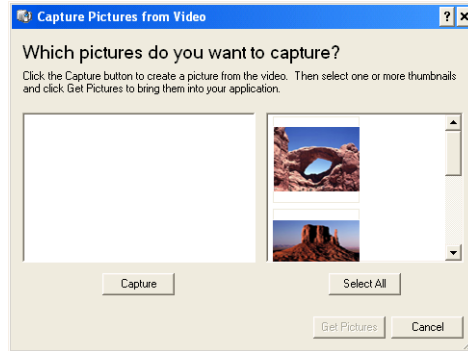 Capture Pictures from Video
Which pictures do you want to capture?
Click the Capture button to create a picture from the video. Then select one or more thumbnails
and click Get Pictures to bring them into your application.
Capture
Select All
Get Pictures
Cancel